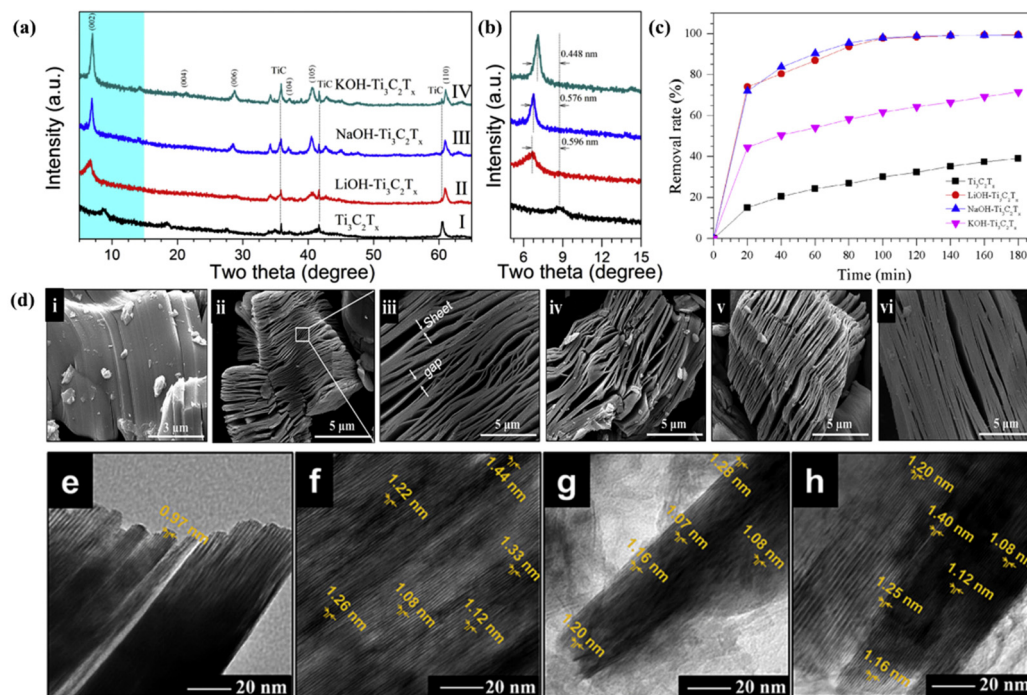 (a)
Intensity (a.u.)
(002)
(004)
(006)
TiC
(104)
(105)
TiC
TiC
(110)
KOH-Ti₃C₂Tₓ
IV
NaOH-Ti₃C₂Tₓ
III
LiOH-Ti₃C₂Tₓ
II
Ti₃C₂Tₓ
I
10 20 30 40 50 60
Two theta (degree)
(b)
Intensity (a.u.)
0.448 nm
0.576 nm
0.596 nm
6 9 12 15
Two theta (degree)
(c)
Removal rate (%)
100
80
60
40
20
0
Ti₃C₂Tₓ
LiOH-Ti₃C₂Tₓ
NaOH-Ti₃C₂Tₓ
KOH-Ti₃C₂Tₓ
0 20 40 60 80 100 120 140 160 180
Time (min)
(d)
i
3 μm
ii
5 μm
iii
Sheet
gap
5 μm
iv
5 μm
v
5 μm
vi
5 μm
e
0.97 nm
20 nm
f
1.44 nm
1.22 nm
1.33 nm
1.26 nm
1.08 nm
1.12 nm
20 nm
g
1.28 nm
1.07 nm
1.16 nm
1.08 nm
1.20 nm
20 nm
h
1.20 nm
1.40 nm
1.08 nm
1.12 nm
1.25 nm
1.16 nm
20 nm